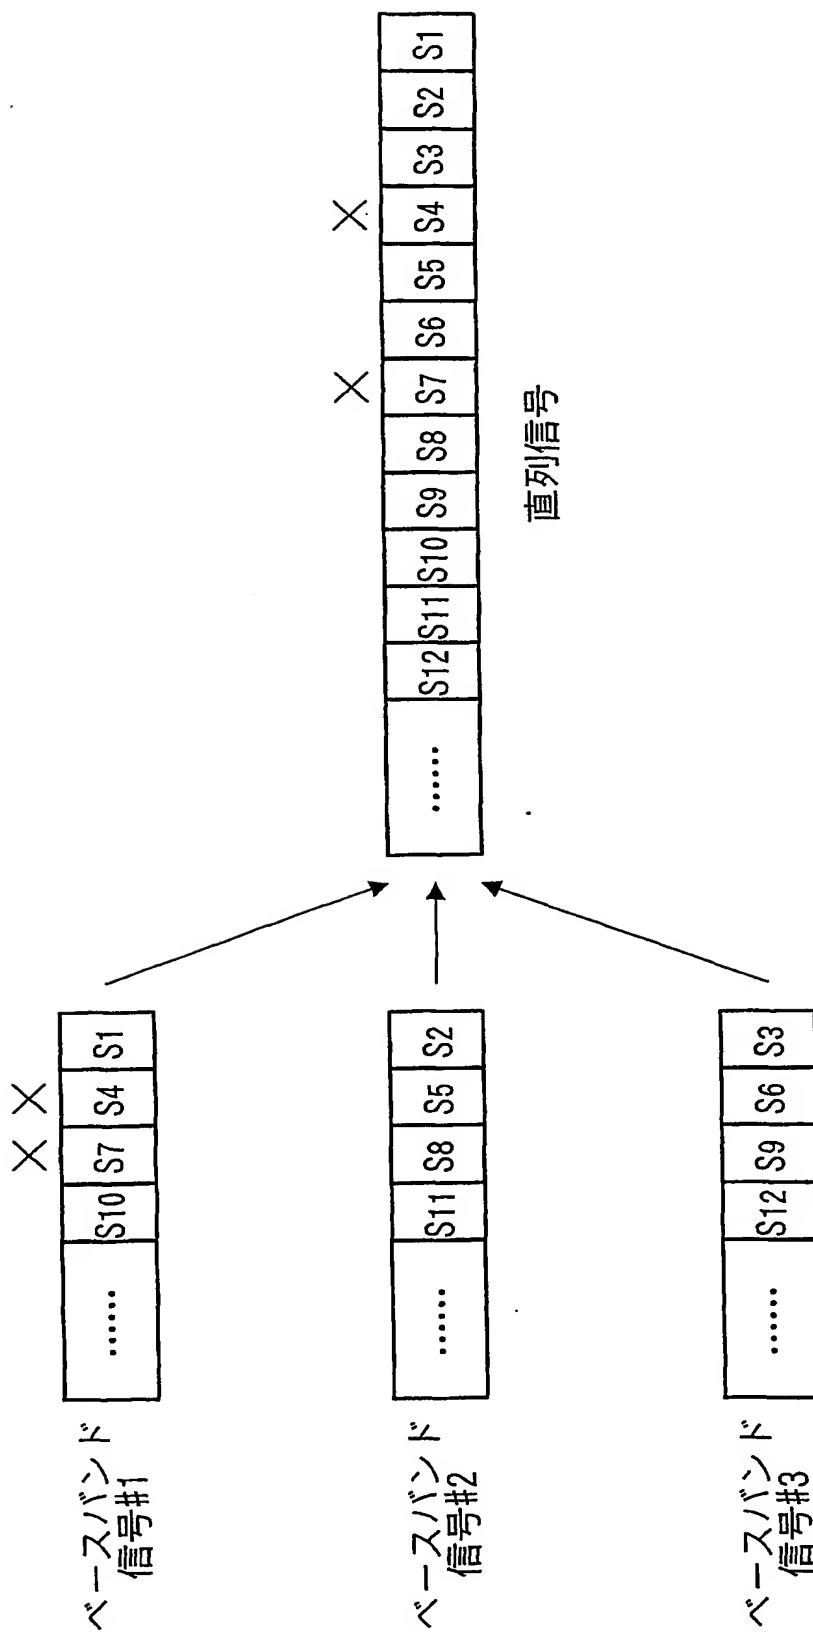 ベースバンド
信号#1
……
S10
S7
S4
S1
× ×
ベースバンド
信号#2
……
S11
S8
S5
S2
ベースバンド
信号#3
……
S12
S9
S6
S3
……
S12
S11
S10
S9
S8
S7
S6
S5
S4
S3
S2
S1
× ×
直列信号